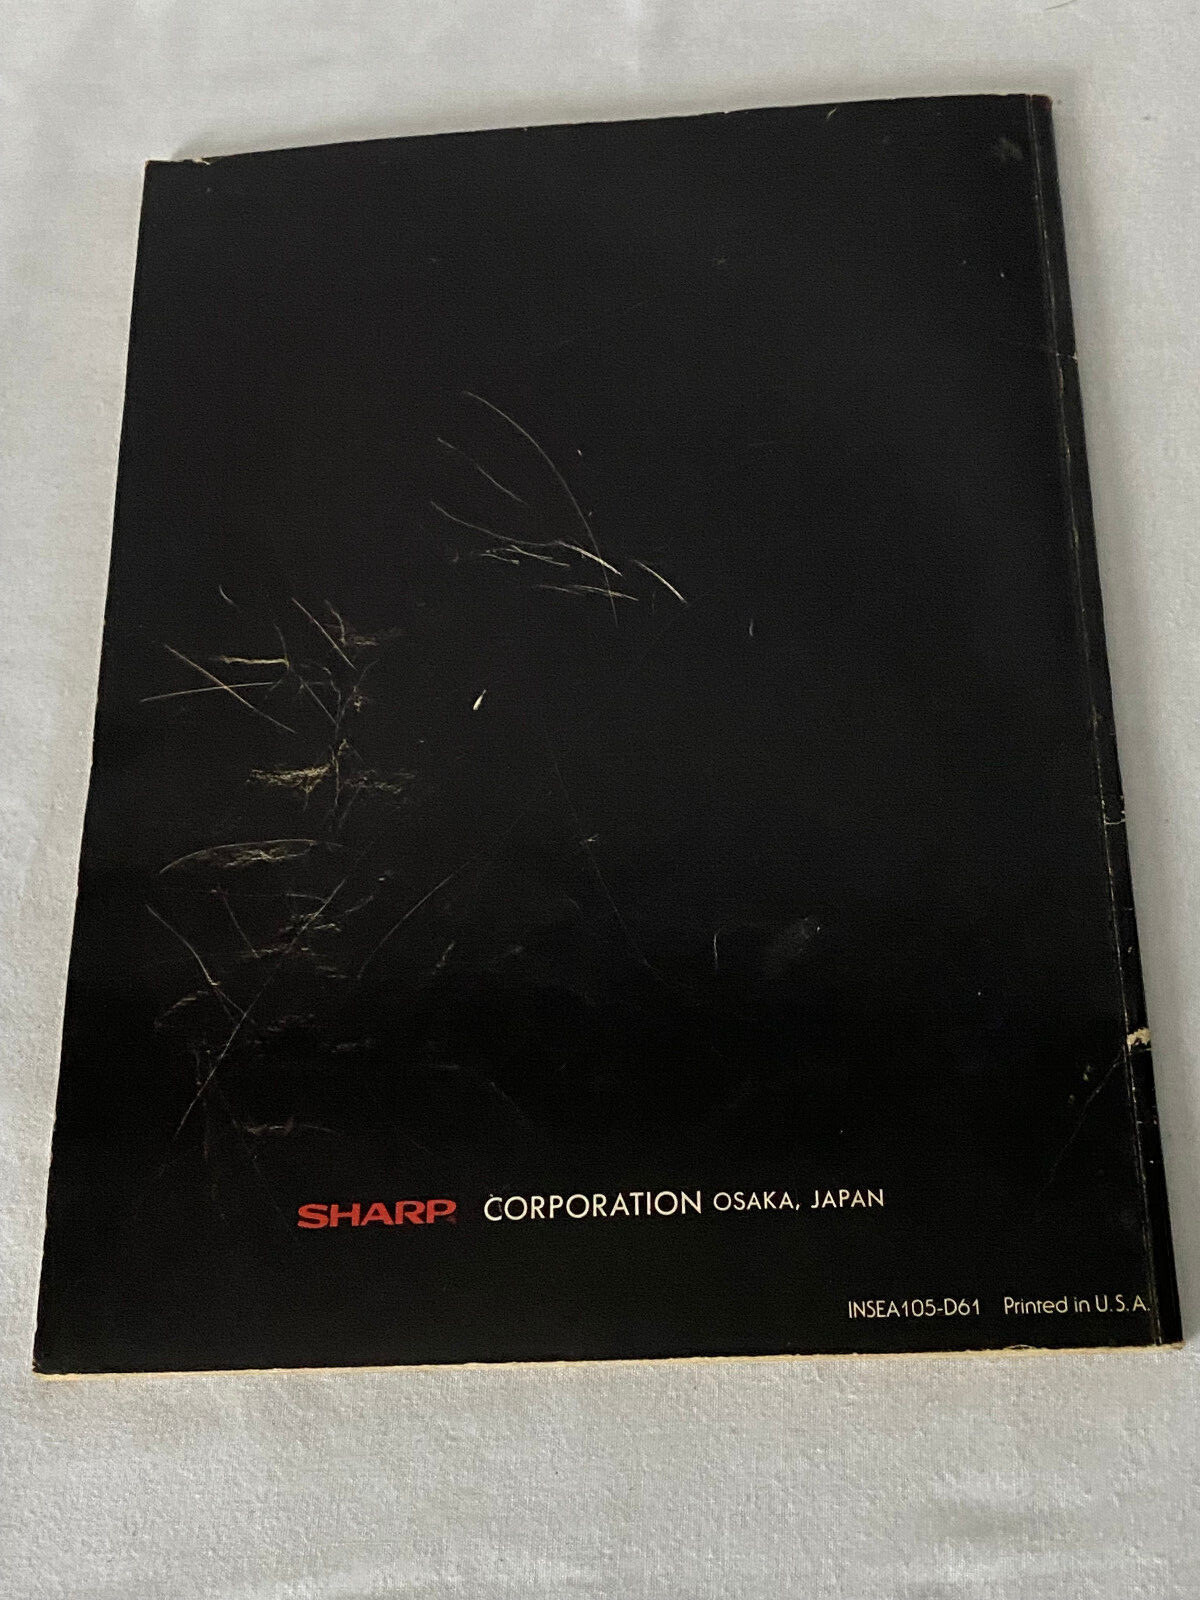 SHARP CORPORATION OSAKA, JAPAN
INSEA105-D61 Printed in U.S.A.